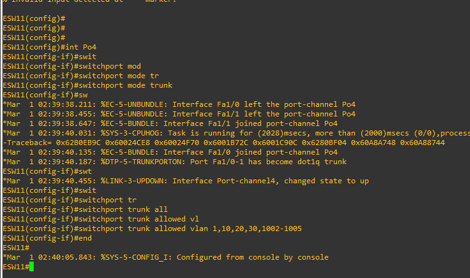 % Invalid input detected at '^' marker.
ESW11(config)#
ESW11(config)#
ESW11(config)#
ESW11(config)#int Po4
ESW11(config-if)#swit
ESW11(config-if)#switchport mod
ESW11(config-if)#switchport mode tr
ESW11(config-if)#switchport mode trunk
ESW11(config-if)#sw
*Mar  1 02:39:38.211: %EC-5-UNBUNDLE: Interface Fa1/0 left the port-channel Po4
*Mar  1 02:39:38.455: %EC-5-UNBUNDLE: Interface Fa1/1 left the port-channel Po4
*Mar  1 02:39:38.647: %EC-5-BUNDLE: Interface Fa1/1 joined port-channel Po4
*Mar  1 02:39:40.031: %SYS-3-CPUHOG: Task is running for (2028)msecs, more than (2000)msecs (0/0),process
-Traceback= 0x62B0EB9C 0x60024CE8 0x60024F70 0x6001B72C 0x6001C90C 0x6280BF04 0x60A8A748 0x60A88744
*Mar  1 02:39:40.135: %EC-5-BUNDLE: Interface Fa1/0 joined port-channel Po4
*Mar  1 02:39:40.187: %DTP-5-TRUNKPORTON: Port Fa1/0-1 has become dot1q trunk
ESW11(config-if)#swt
*Mar  1 02:39:40.455: %LINK-3-UPDOWN: Interface Port-channel4, changed state to up
ESW11(config-if)#swit
ESW11(config-if)#switchport tr
ESW11(config-if)#switchport trunk all
ESW11(config-if)#switchport trunk allowed vl
ESW11(config-if)#switchport trunk allowed vlan 1,10,20,30,1002-1005
ESW11(config-if)#end
ESW11#
*Mar  1 02:40:05.843: %SYS-5-CONFIG_I: Configured from console by console
ESW11#